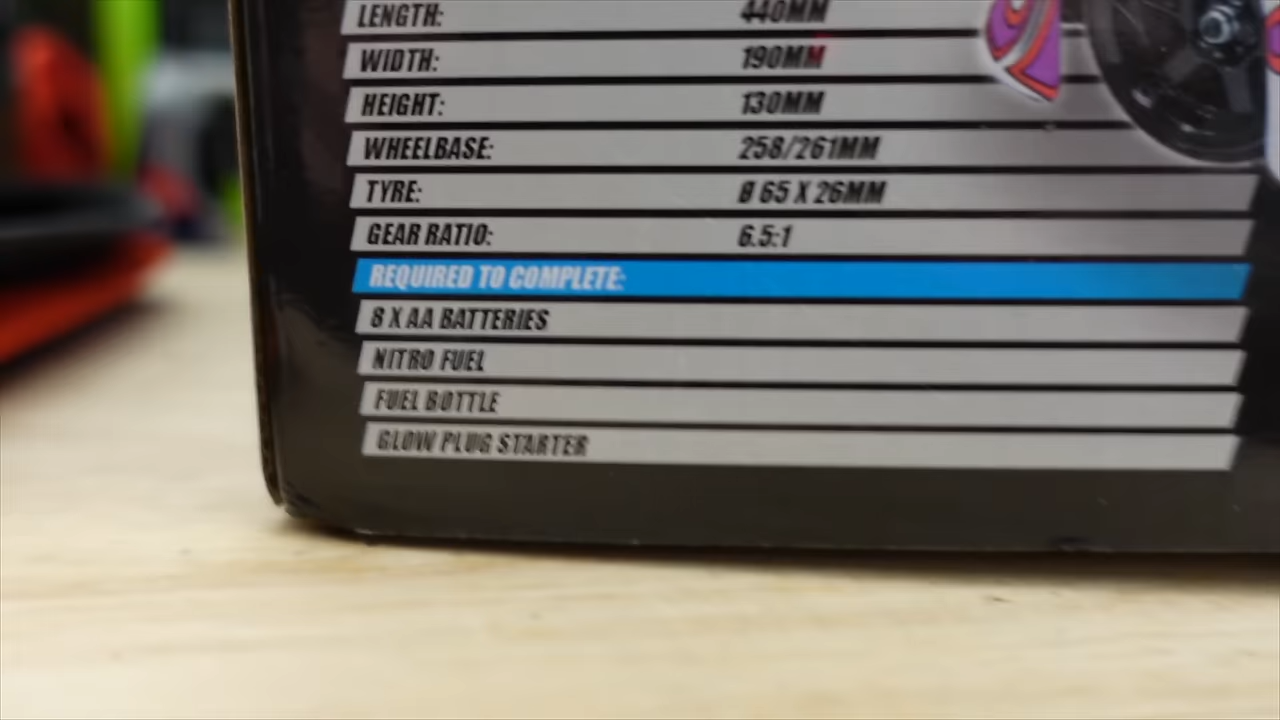 LENGTH: 440MM
WIDTH: 190MM
HEIGHT: 130MM
WHEELBASE: 258/261MM
TYRE: Ø 65 X 26MM
GEAR RATIO: 6.5:1
REQUIRED TO COMPLETE:
8 X AA BATTERIES
NITRO FUEL
FUEL BOTTLE
GLOW PLUG STARTER